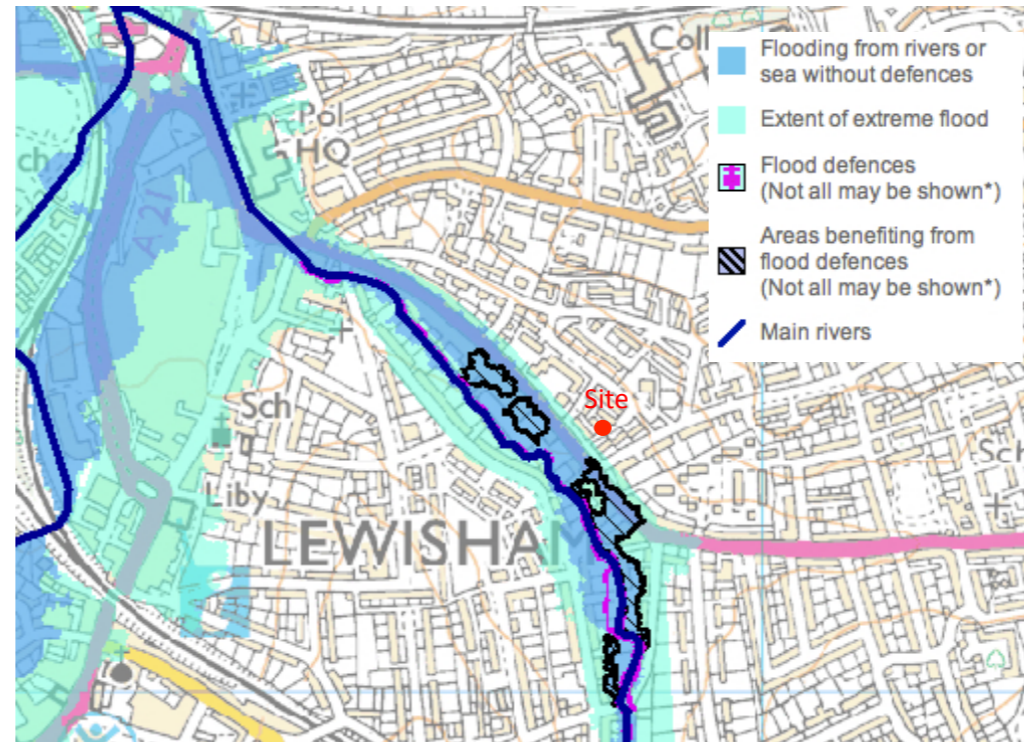 Coll
Flooding from rivers or
sea without defences
Extent of extreme flood
Flood defences
(Not all may be shown*)
Areas benefiting from
flood defences
(Not all may be shown*)
Main rivers
Pol
HQ
ch
A21
Site
Sch
Sch
Liby
LEWISHAM